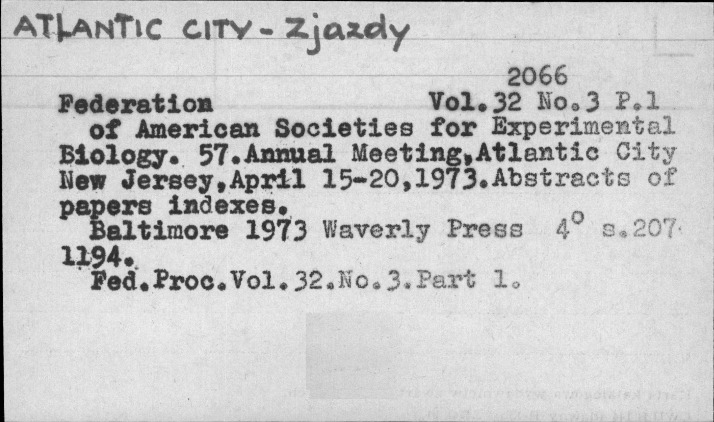 ATLANTIC CITY - Zjazdy
2066
Federation Vol.32 No.3 P.1
of American Societies for Experimental
Biology. 57.Annual Meeting,Atlantic City
New Jersey,April 15-20,1973.Abstracts of
papers indexes.
Baltimore 1973 Waverly Press 4° s.207
1194.
Fed.Proc.Vol.32.No.3.Part 1.